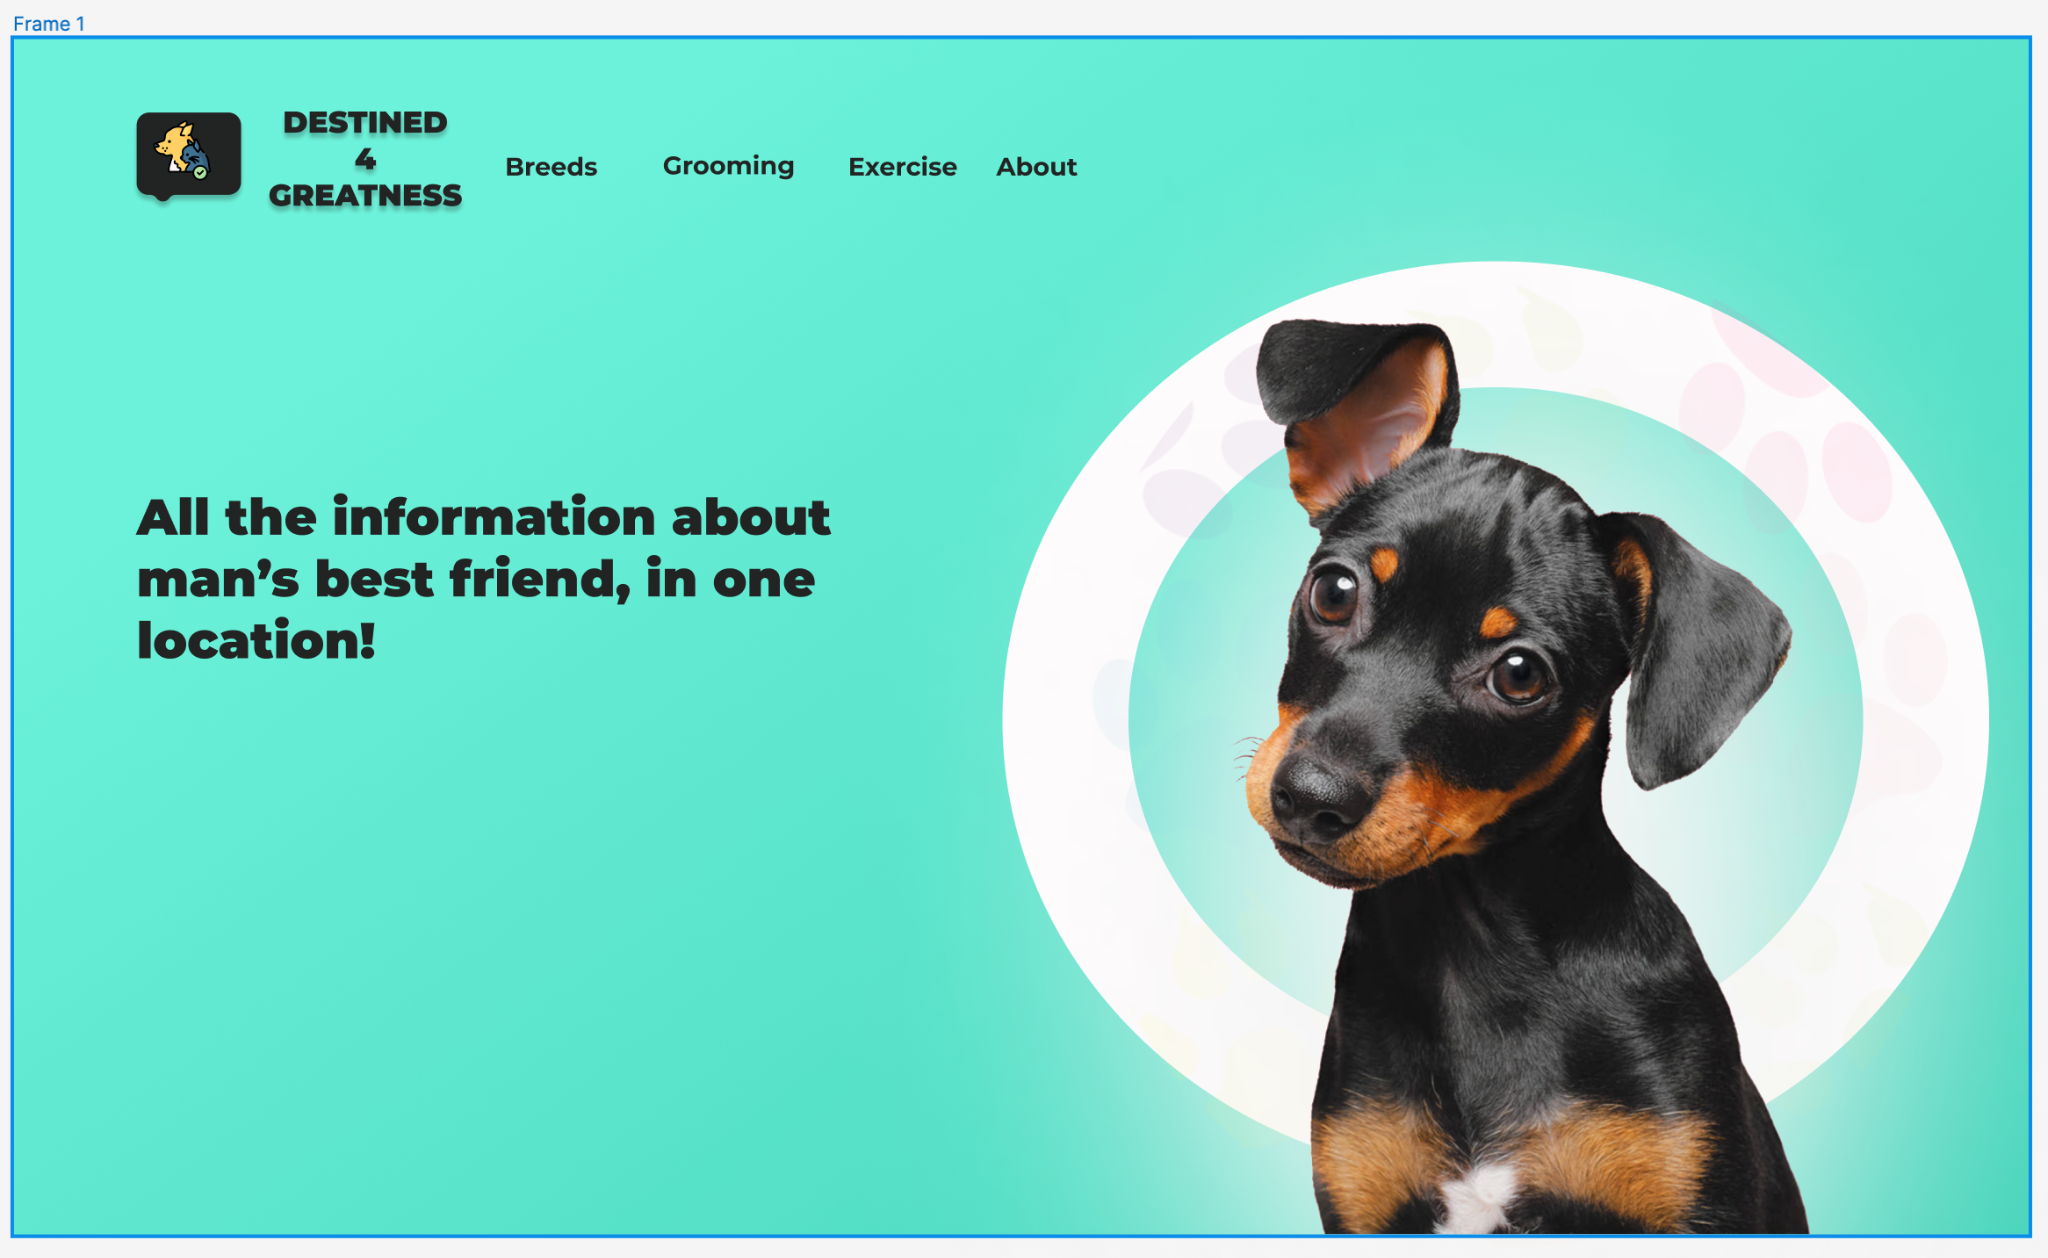 Frame 1
DESTINED
4
GREATNESS
Breeds Grooming Exercise About
All the information about
man’s best friend, in one
location!